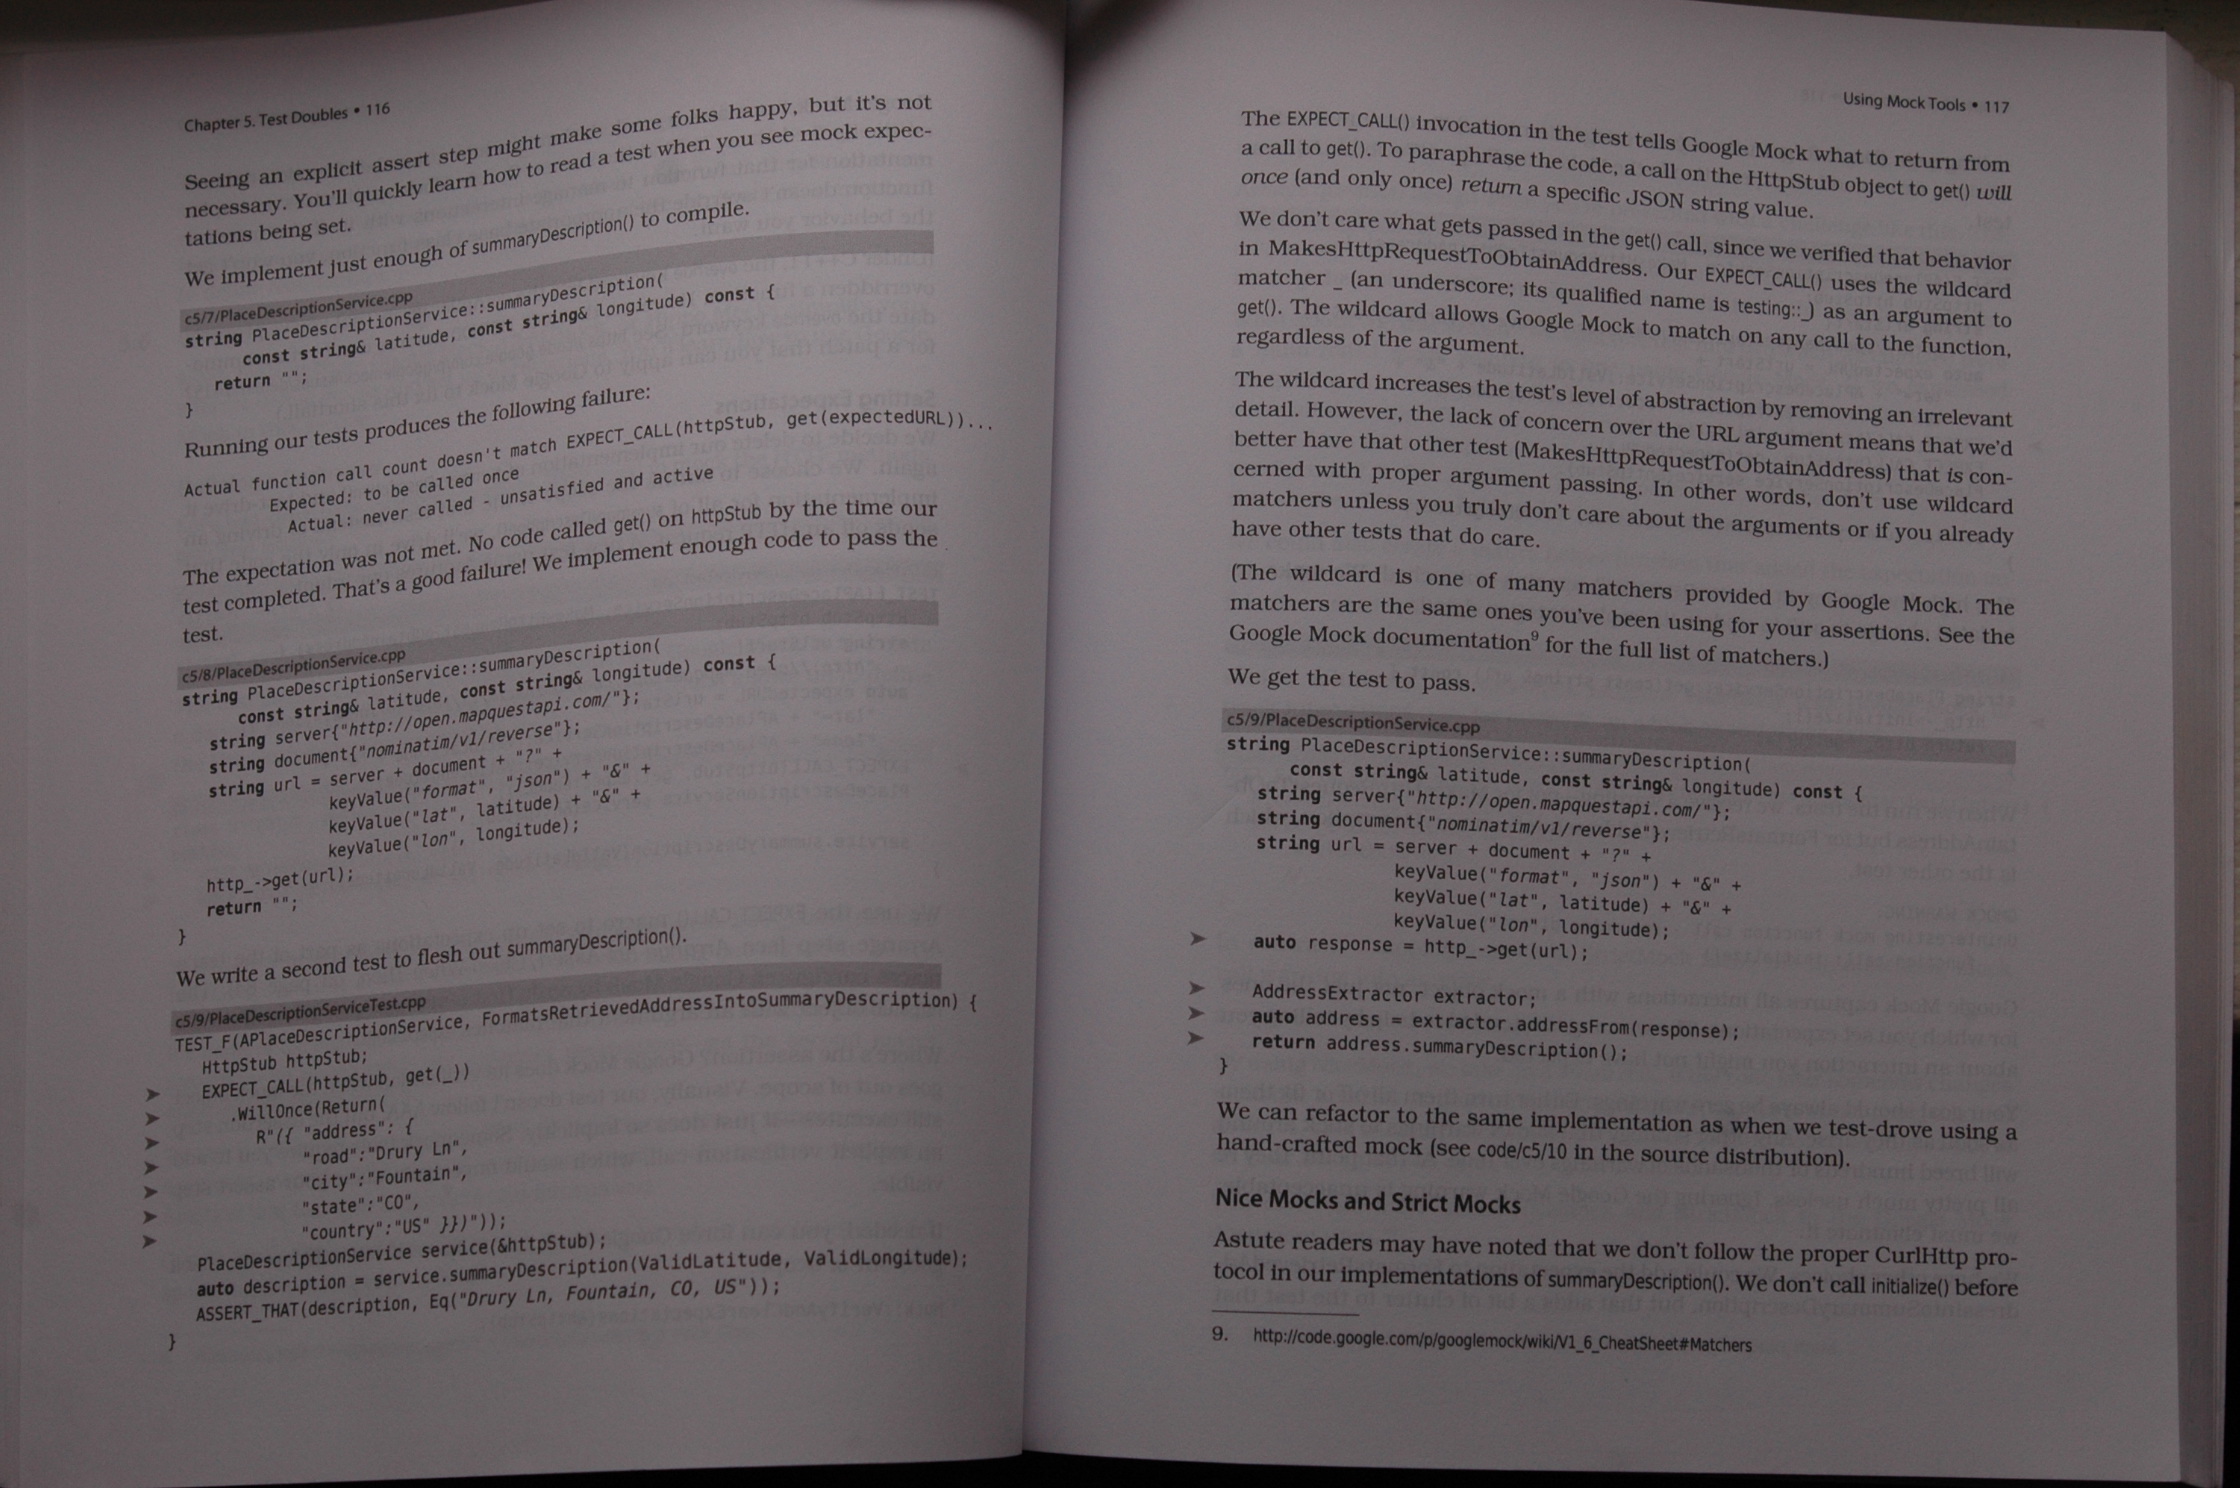 Chapter 5. Test Doubles • 116
Seeing an explicit assert step might make some folks happy, but it's not
necessary. You'll quickly learn how to read a test when you see mock expec-
tations being set.
We implement just enough of summaryDescription() to compile.
c5/7/PlaceDescriptionService.cpp
string PlaceDescriptionService::summaryDescription(
      const string& latitude, const string& longitude) const {
   return "";
}
Running our tests produces the following failure:
Actual function call count doesn't match EXPECT_CALL(httpStub, get(expectedURL))...
         Expected: to be called once
           Actual: never called - unsatisfied and active
The expectation was not met. No code called get() on httpStub by the time our
test completed. That's a good failure! We implement enough code to pass the
test.
c5/8/PlaceDescriptionService.cpp
string PlaceDescriptionService::summaryDescription(
      const string& latitude, const string& longitude) const {
   string server{"http://open.mapquestapi.com/"};
   string document{"nominatim/v1/reverse"};
   string url = server + document + "?" +
                keyValue("format", "json") + "&" +
                keyValue("lat", latitude) + "&" +
                keyValue("lon", longitude);
   http_->get(url);
   return "";
}
We write a second test to flesh out summaryDescription().
c5/9/PlaceDescriptionServiceTest.cpp
TEST_F(APlaceDescriptionService, FormatsRetrievedAddressIntoSummaryDescription) {
   HttpStub httpStub;
➤   EXPECT_CALL(httpStub, get(_))
➤      .WillOnce(Return(
➤         R"({ "address": {
➤              "road":"Drury Ln",
➤              "city":"Fountain",
➤              "state":"CO",
➤              "country":"US" }})"));
   PlaceDescriptionService service(&httpStub);
   auto description = service.summaryDescription(ValidLatitude, ValidLongitude);
   ASSERT_THAT(description, Eq("Drury Ln, Fountain, CO, US"));
}
Using Mock Tools • 117
The EXPECT_CALL() invocation in the test tells Google Mock what to return from
a call to get(). To paraphrase the code, a call on the HttpStub object to get() will
once (and only once) return a specific JSON string value.
We don't care what gets passed in the get() call, since we verified that behavior
in MakesHttpRequestToObtainAddress. Our EXPECT_CALL() uses the wildcard
matcher _ (an underscore; its qualified name is testing::_) as an argument to
get(). The wildcard allows Google Mock to match on any call to the function,
regardless of the argument.
The wildcard increases the test's level of abstraction by removing an irrelevant
detail. However, the lack of concern over the URL argument means that we'd
better have that other test (MakesHttpRequestToObtainAddress) that is con-
cerned with proper argument passing. In other words, don't use wildcard
matchers unless you truly don't care about the arguments or if you already
have other tests that do care.
(The wildcard is one of many matchers provided by Google Mock. The
matchers are the same ones you've been using for your assertions. See the
Google Mock documentation⁹ for the full list of matchers.)
We get the test to pass.
c5/9/PlaceDescriptionService.cpp
string PlaceDescriptionService::summaryDescription(
      const string& latitude, const string& longitude) const {
   string server{"http://open.mapquestapi.com/"};
   string document{"nominatim/v1/reverse"};
   string url = server + document + "?" +
                keyValue("format", "json") + "&" +
                keyValue("lat", latitude) + "&" +
                keyValue("lon", longitude);
➤   auto response = http_->get(url);
➤   AddressExtractor extractor;
➤   auto address = extractor.addressFrom(response);
➤   return address.summaryDescription();
}
We can refactor to the same implementation as when we test-drove using a
hand-crafted mock (see code/c5/10 in the source distribution).
Nice Mocks and Strict Mocks
Astute readers may have noted that we don't follow the proper CurlHttp pro-
tocol in our implementations of summaryDescription(). We don't call initialize() before
9. http://code.google.com/p/googlemock/wiki/V1_6_CheatSheet#Matchers